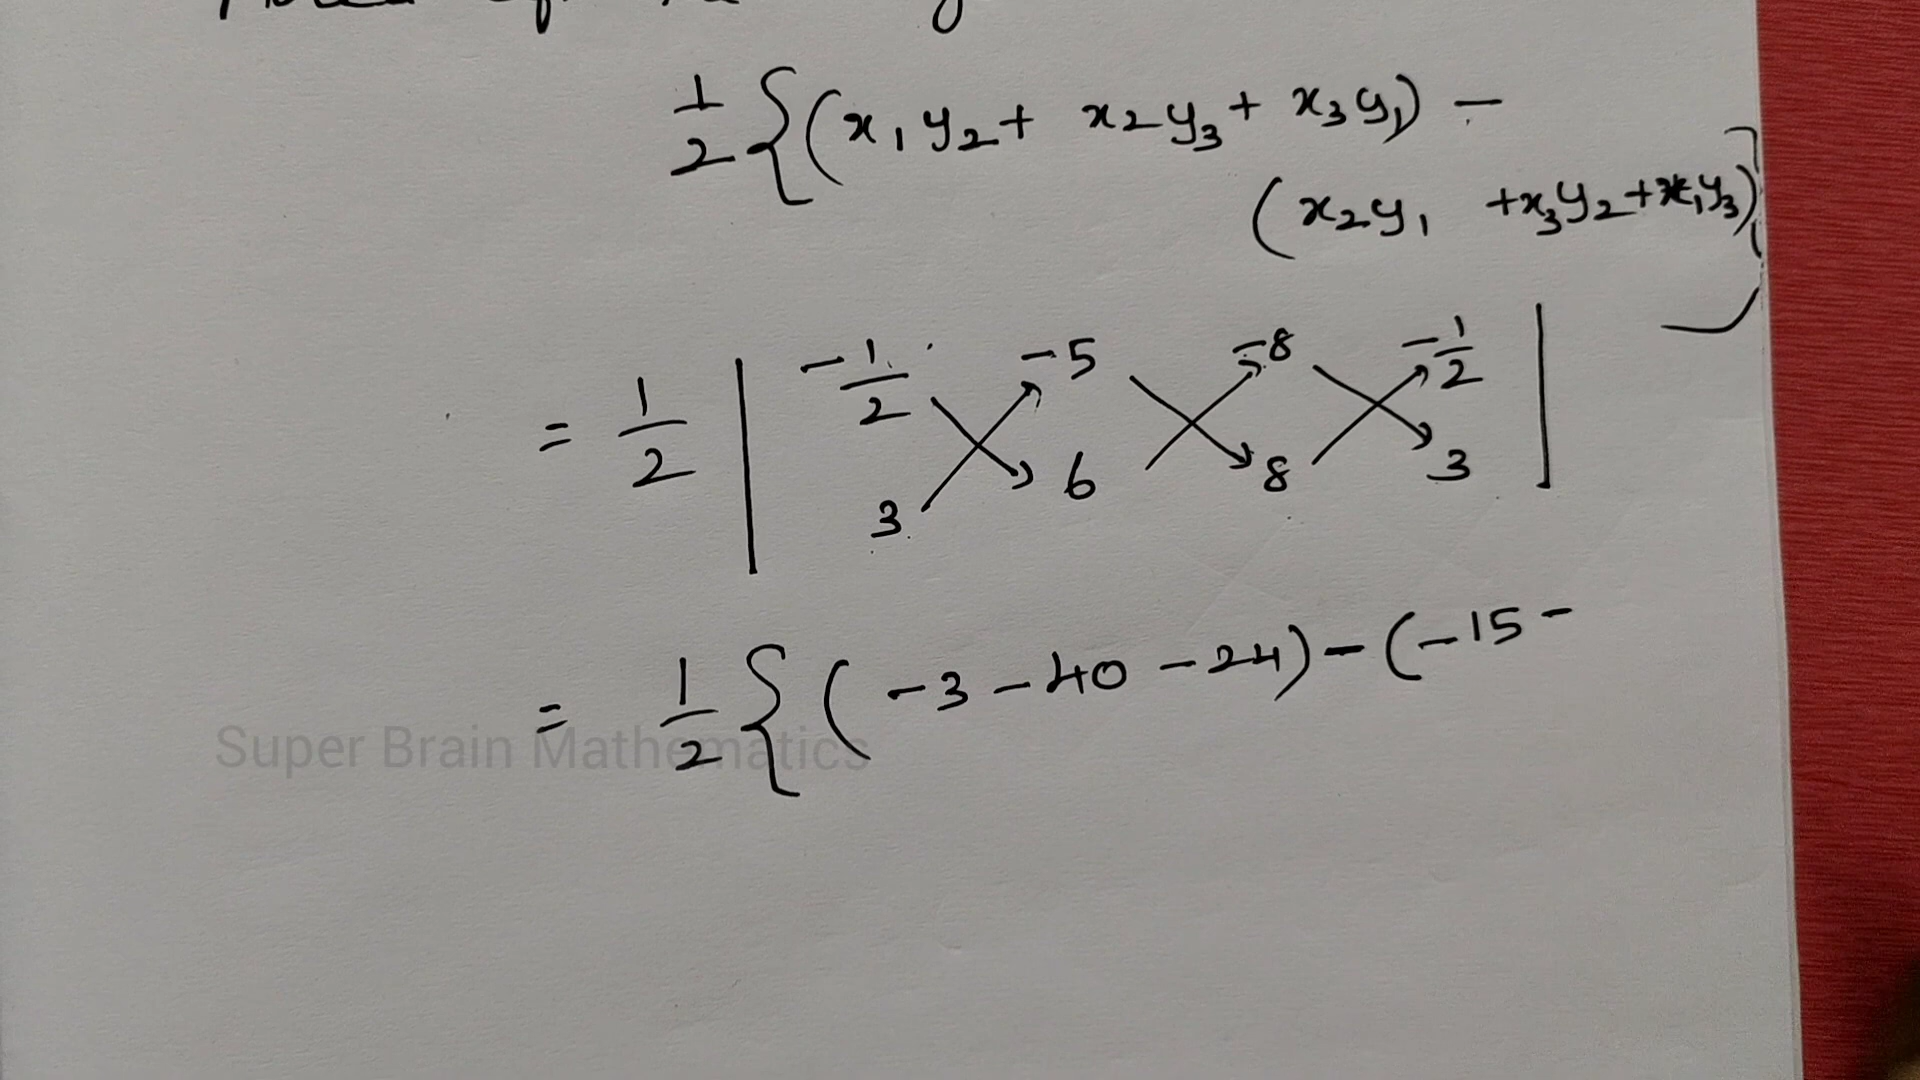 1/2 {(x₁y₂ + x₂y₃ + x₃y₁) −
(x₂y₁ + x₃y₂ + x₁y₃)}
= 1/2 | −1/2 −5 −8 −1/2 |
3 6 8 3
= 1/2 {(−3 − 40 − 24) − (−15 −
Super Brain Mathematics